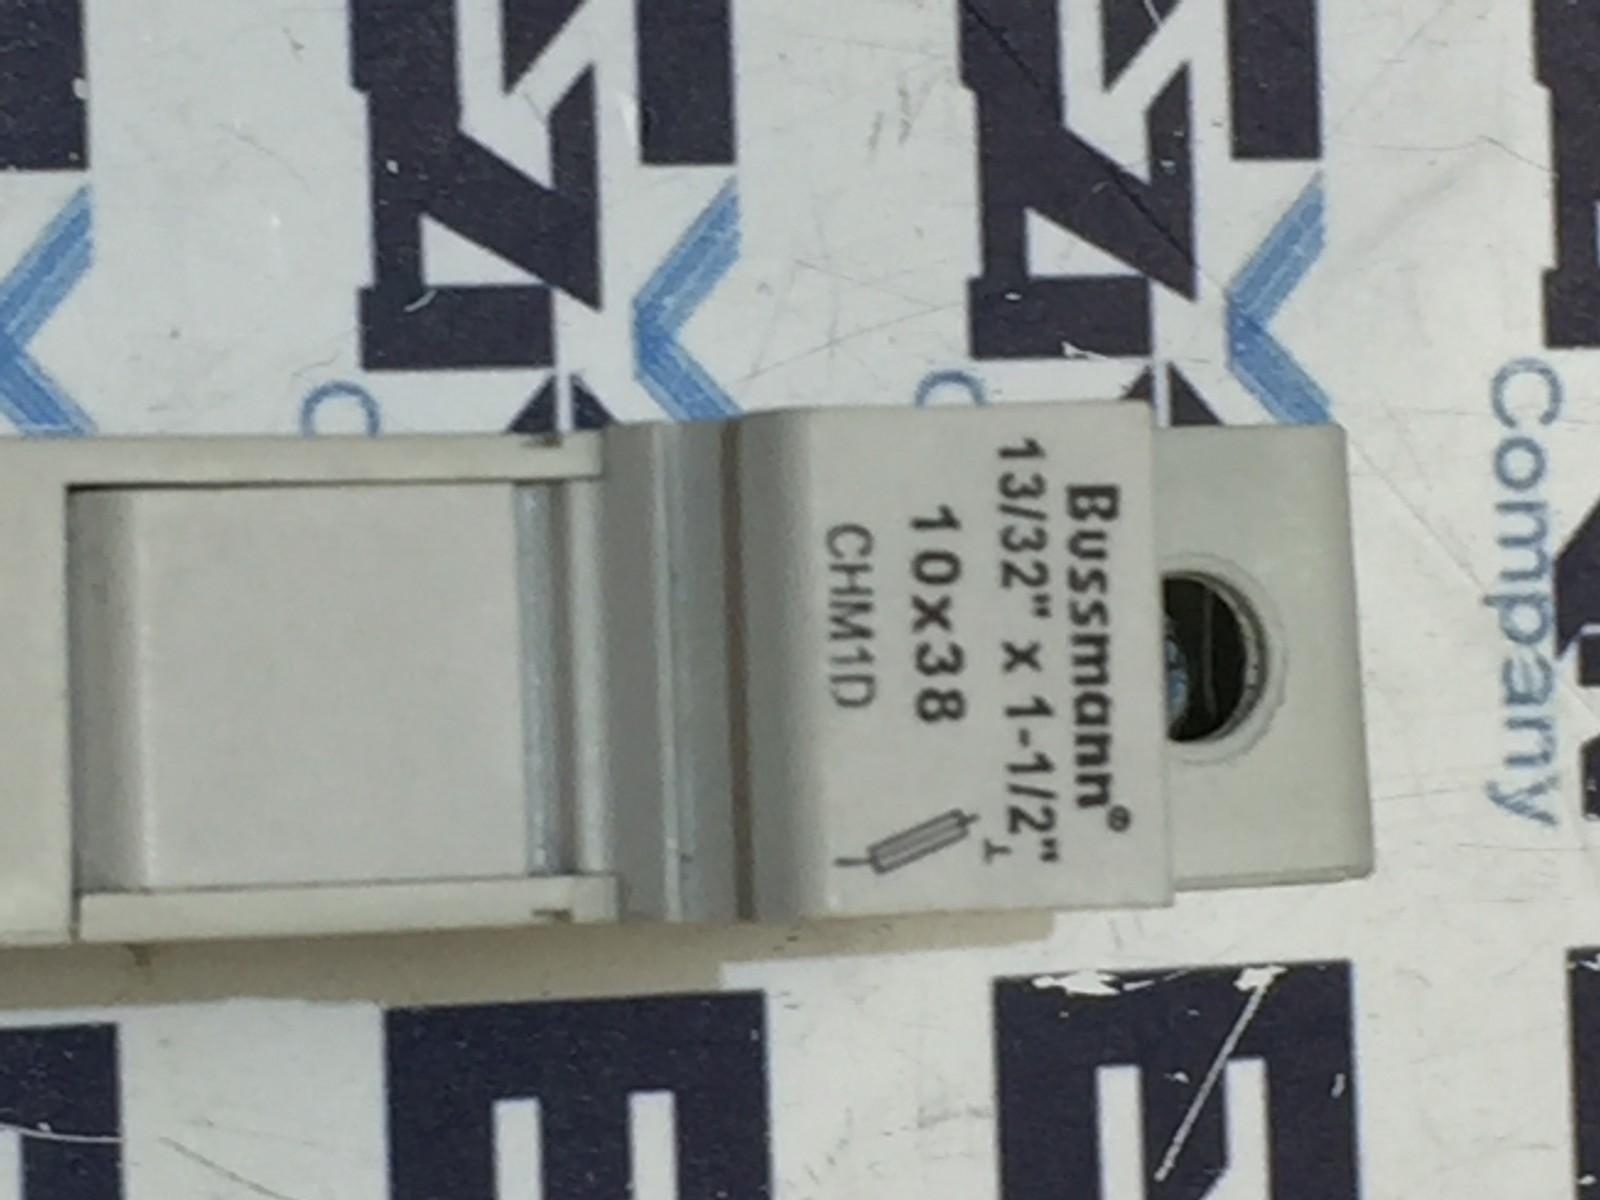 Bussmann®
13/32" x 1-1/2"
10x38
CHM1D
Company